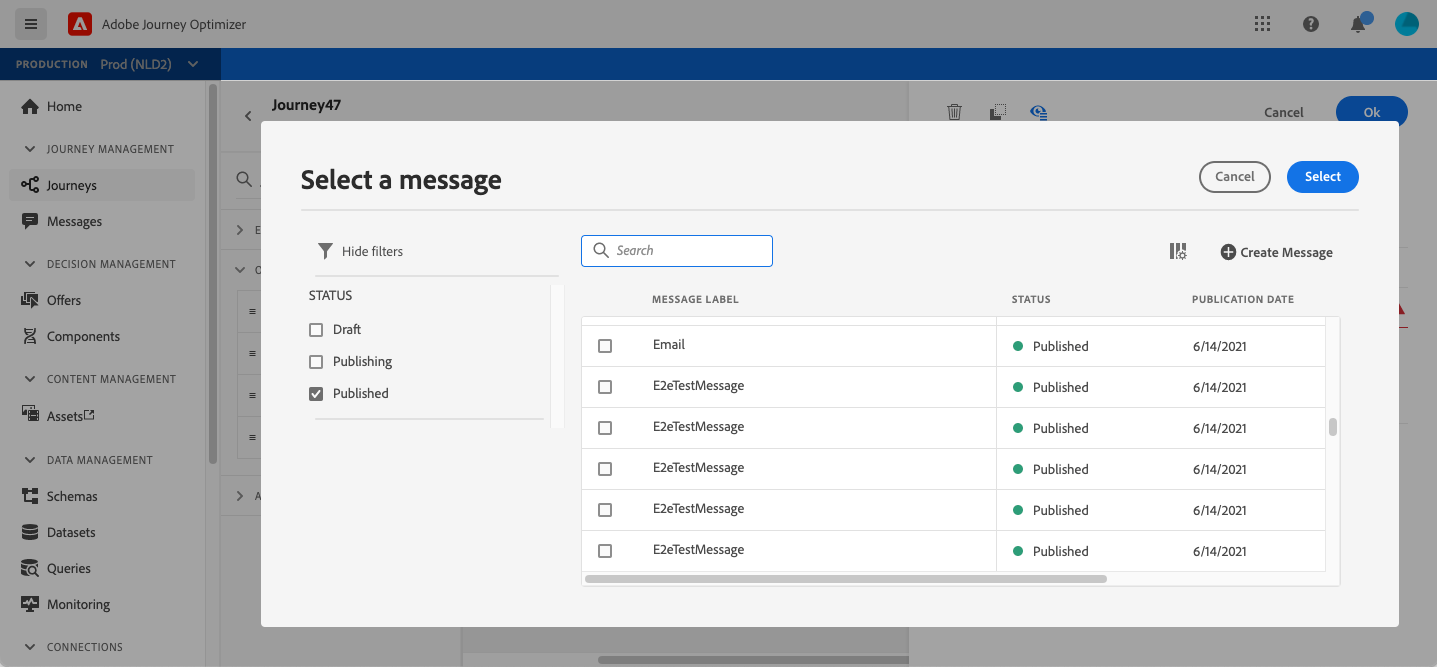 Adobe Journey Optimizer
PRODUCTION Prod (NLD2)
Home
JOURNEY MANAGEMENT
Journeys
Messages
DECISION MANAGEMENT
Offers
Components
CONTENT MANAGEMENT
Assets
DATA MANAGEMENT
Schemas
Datasets
Queries
Monitoring
CONNECTIONS
Journey47
Cancel
Ok
Select a message
Cancel
Select
Hide filters
Search
Create Message
STATUS
Draft
Publishing
Published
MESSAGE LABEL STATUS PUBLICATION DATE
Email Published 6/14/2021
E2eTestMessage Published 6/14/2021
E2eTestMessage Published 6/14/2021
E2eTestMessage Published 6/14/2021
E2eTestMessage Published 6/14/2021
E2eTestMessage Published 6/14/2021